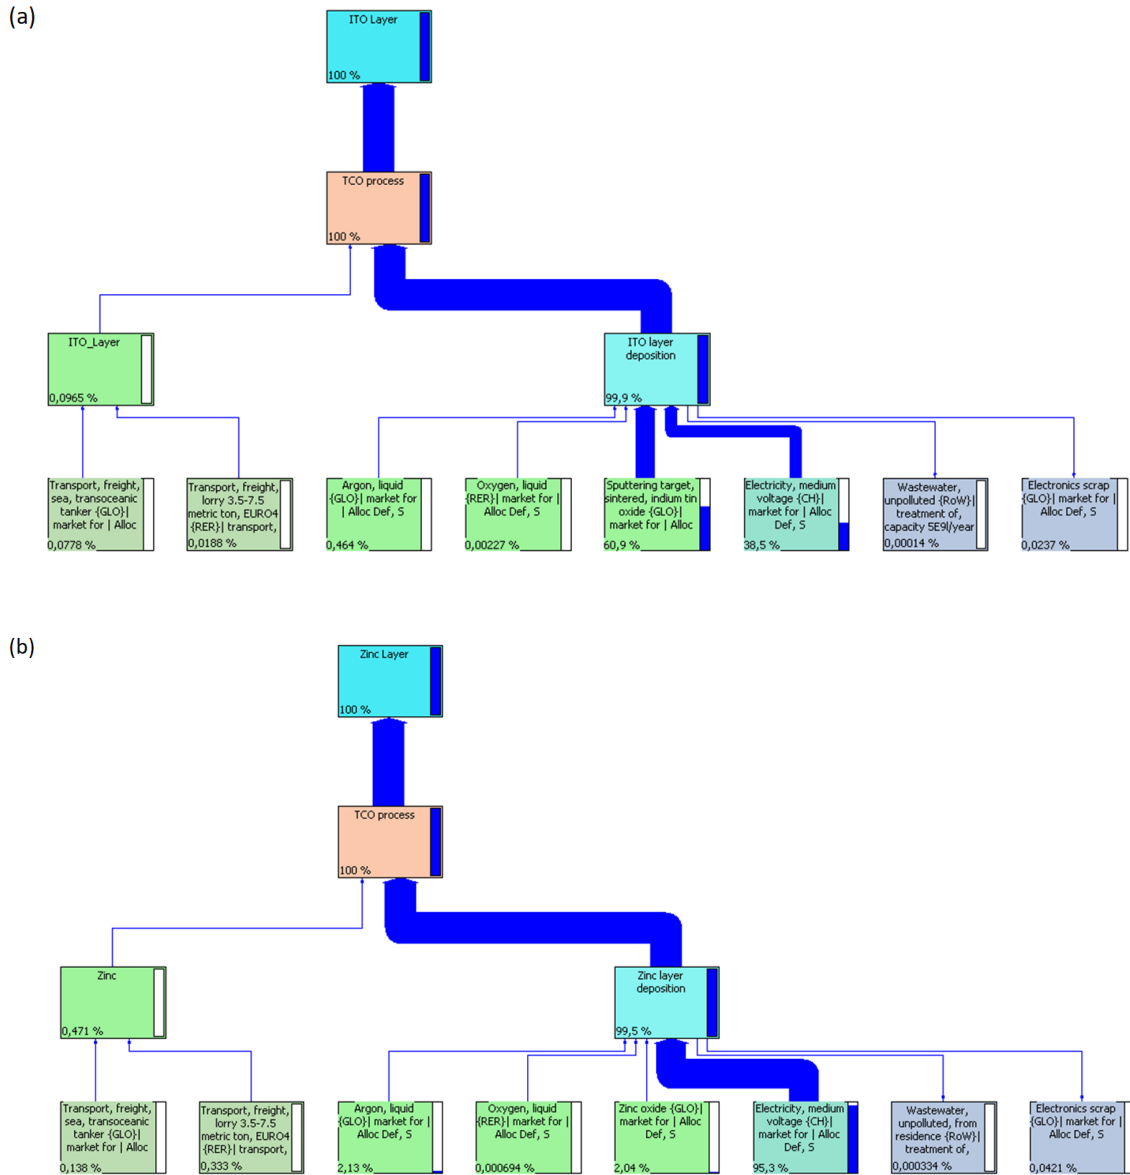 (a)
ITO Layer
100 %
TCO process
100 %
ITO_Layer
0,0965 %
ITO layer
deposition
99,9 %
Transport, freight,
sea, transoceanic
tanker {GLO}|
market for | Alloc
0,0778 %
Transport, freight,
lorry 3.5-7.5
metric ton, EURO4
{RER}| transport,
0,0188 %
Argon, liquid
{GLO}| market for
| Alloc Def, S
0,464 %
Oxygen, liquid
{RER}| market for |
Alloc Def, S
0,00227 %
Sputtering target,
sintered, indium tin
oxide {GLO}|
market for | Alloc
60,9 %
Electricity, medium
voltage {CH}|
market for | Alloc
Def, S
38,5 %
Wastewater,
unpolluted {RoW}|
treatment of,
capacity 5E9l/year
0,00014 %
Electronics scrap
{GLO}| market for |
Alloc Def, S
0,0237 %
(b)
Zinc Layer
100 %
TCO process
100 %
Zinc
0,471 %
Zinc layer
deposition
99,5 %
Transport, freight,
sea, transoceanic
tanker {GLO}|
market for | Alloc
0,138 %
Transport, freight,
lorry 3.5-7.5
metric ton, EURO4
{RER}| transport,
0,333 %
Argon, liquid
{GLO}| market for
| Alloc Def, S
2,13 %
Oxygen, liquid
{RER}| market for |
Alloc Def, S
0,000694 %
Zinc oxide {GLO}|
market for | Alloc
Def, S
2,04 %
Electricity, medium
voltage {CH}|
market for | Alloc
Def, S
95,3 %
Wastewater,
unpolluted, from
residence {RoW}|
treatment of,
0,000334 %
Electronics scrap
{GLO}| market for |
Alloc Def, S
0,0421 %